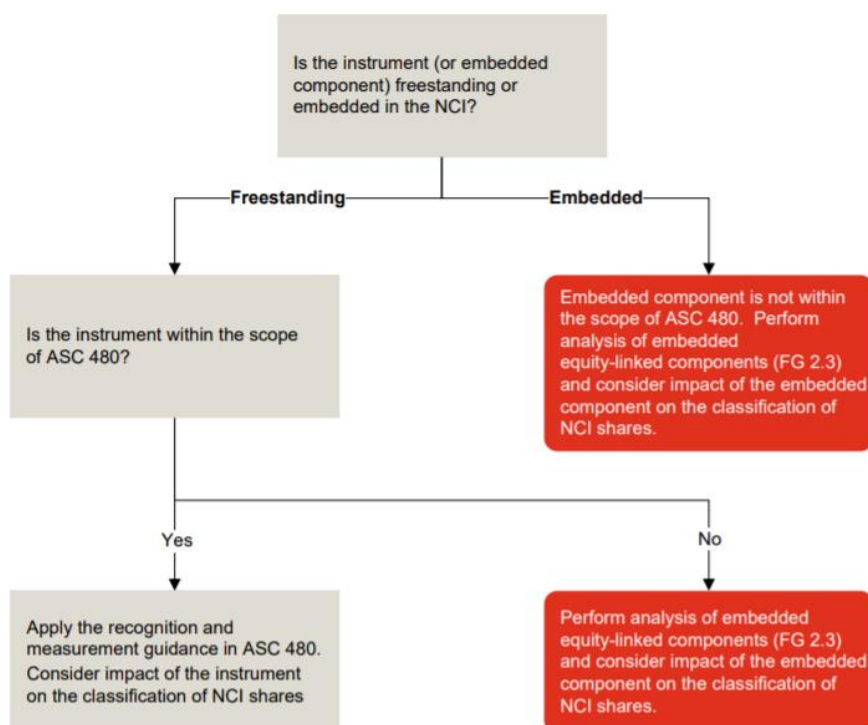 Is the instrument (or embedded
component) freestanding or
embedded in the NCI?
Freestanding
Embedded
Is the instrument within the scope
of ASC 480?
Embedded component is not within
the scope of ASC 480.  Perform
analysis of embedded
equity-linked components (FG 2.3)
and consider impact of the embedded
component on the classification of
NCI shares.
Yes
No
Apply the recognition and
measurement guidance in ASC 480.
Consider impact of the instrument
on the classification of NCI shares
Perform analysis of embedded
equity-linked components (FG 2.3)
and consider impact of the embedded
component on the classification of
NCI shares.